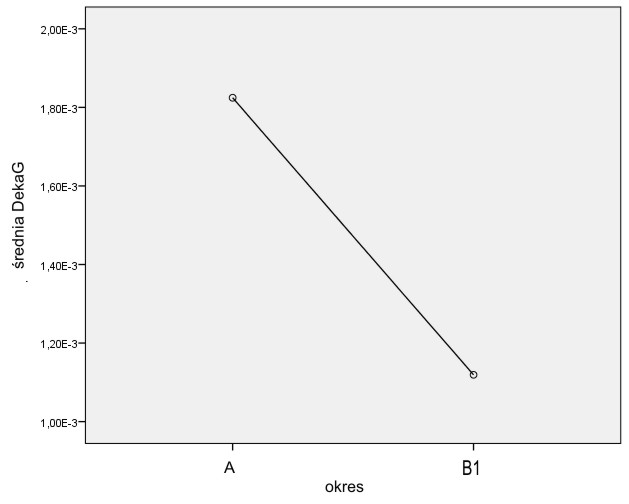 2,00E-3
1,80E-3
1,60E-3
1,40E-3
1,20E-3
1,00E-3
średnia DekaG
A
B1
okres